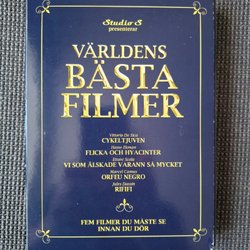 Studio S
presenterar
VÄRLDENS
BÄSTA
FILMER
Vittorio De Sica
CYKELTJUVEN
Hasse Ekman
FLICKA OCH HYACINTER
Ettore Scola
VI SOM ÄLSKADE VARANN SÅ MYCKET
Marcel Camus
ORFEU NEGRO
Jules Dassin
RIFIFI
FEM FILMER DU MÅSTE SE
INNAN DU DÖR